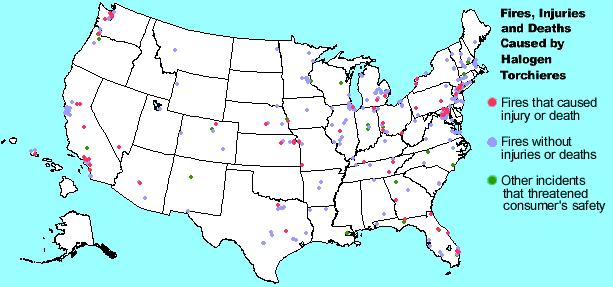 Fires, Injuries
and Deaths
Caused by
Halogen
Torchieres
Fires that caused
injury or death
Fires without
injuries or deaths
Other incidents
that threatened
consumer's safety